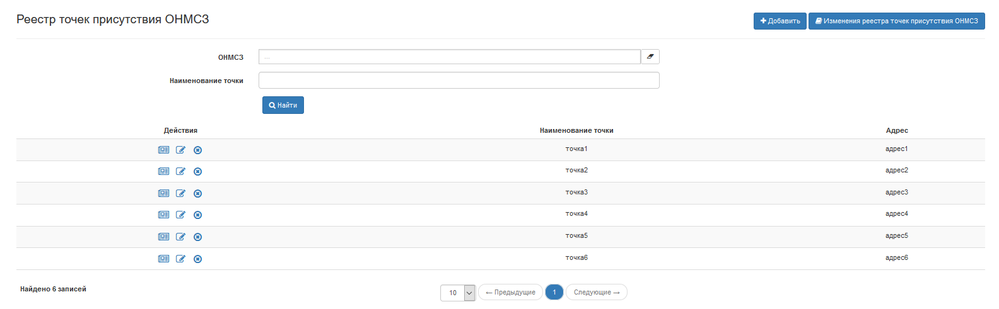 Реестр точек присутствия ОНМСЗ
Добавить
Изменения реестра точек присутствия ОНМСЗ
ОНМСЗ
...
Наименование точки
Найти
Действия Наименование точки Адрес
точка1 адрес1
точка2 адрес2
точка3 адрес3
точка4 адрес4
точка5 адрес5
точка6 адрес6
Найдено 6 записей
10
← Предыдущие
1
Следующие →